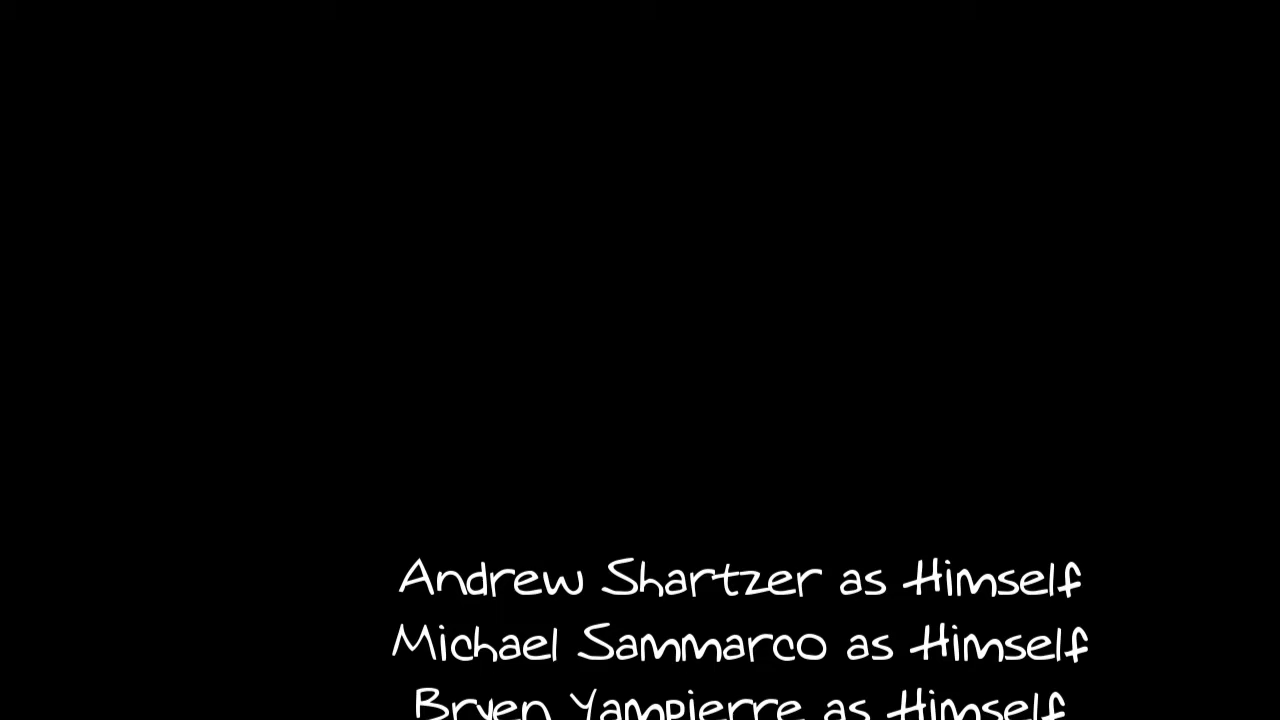 Andrew Shartzer as Himself
Michael Sammarco as Himself
Bryen Yampierre as Himself